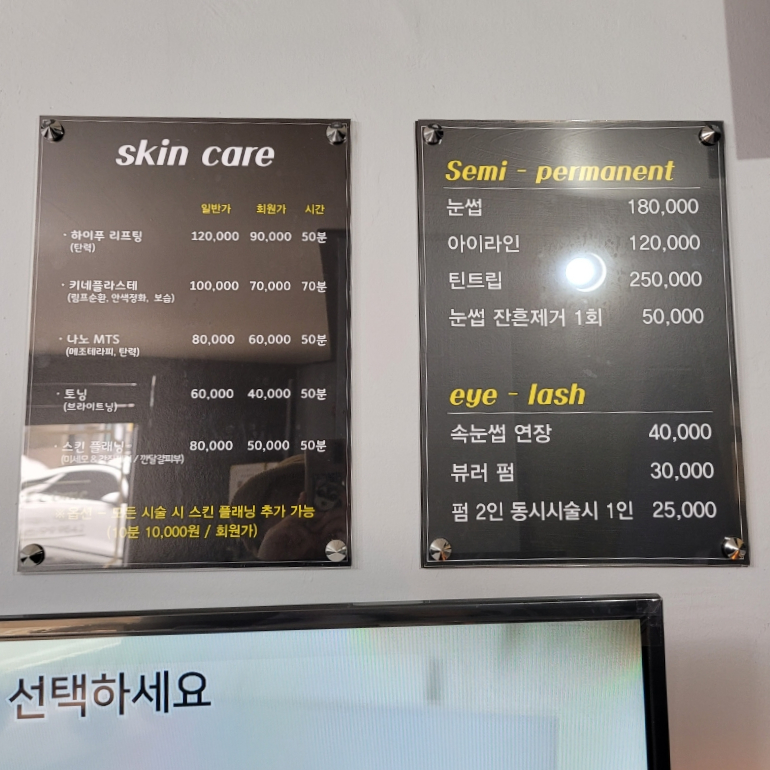 skin care
일반가 회원가 시간
· 하이푸 리프팅 120,000 90,000 50분
(탄력)
· 키네플라스테 100,000 70,000 70분
(림프순환, 안색정화, 보습)
· 나노 MTS 80,000 60,000 50분
(메조테라피, 탄력)
· 토닝 60,000 40,000 50분
(브라이트닝)
· 스킨 플래닝 80,000 50,000 50분
(미세모 & / 깐달걀피부)
모든 시술 시 스킨 플래닝 추가 가능
(10분 10,000원 / 회원가)
Semi - permanent
눈썹 180,000
아이라인 120,000
틴트립 250,000
눈썹 잔흔제거 1회 50,000
eye - lash
속눈썹 연장 40,000
뷰러 펌 30,000
펌 2인 동시시술시 1인 25,000
선택하세요